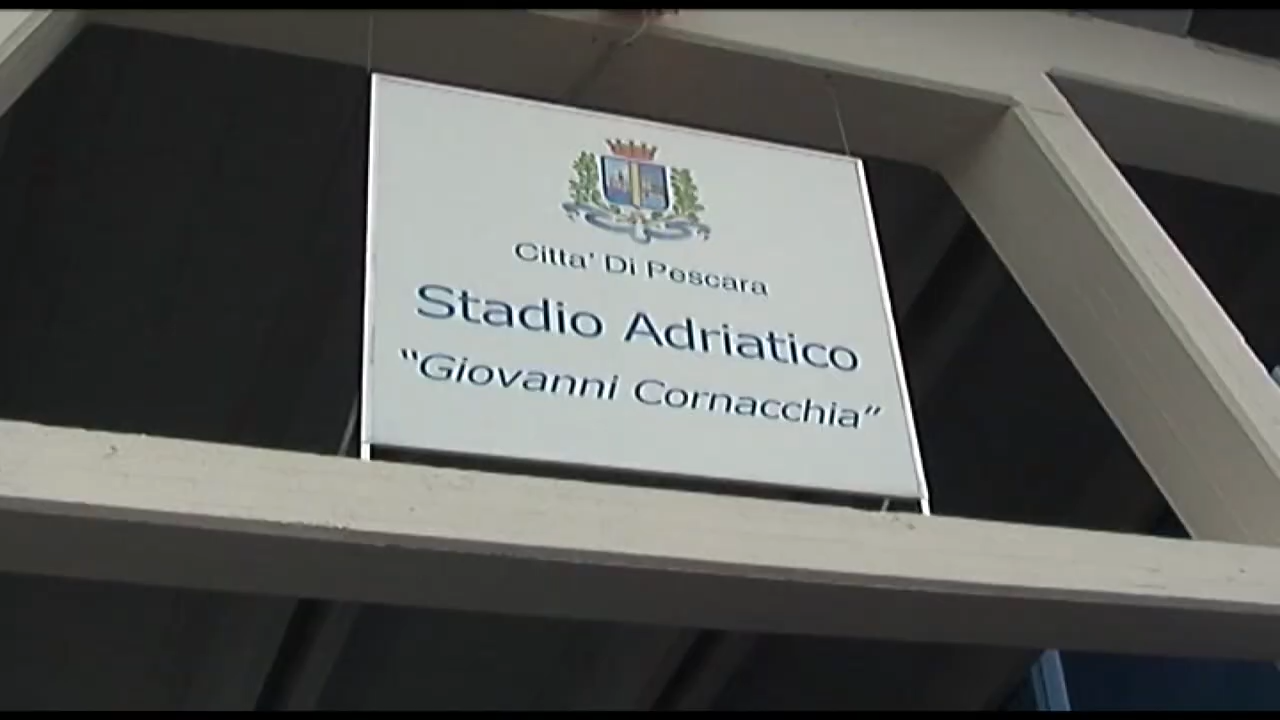 Citta' Di Pescara
Stadio Adriatico
“Giovanni Cornacchia”